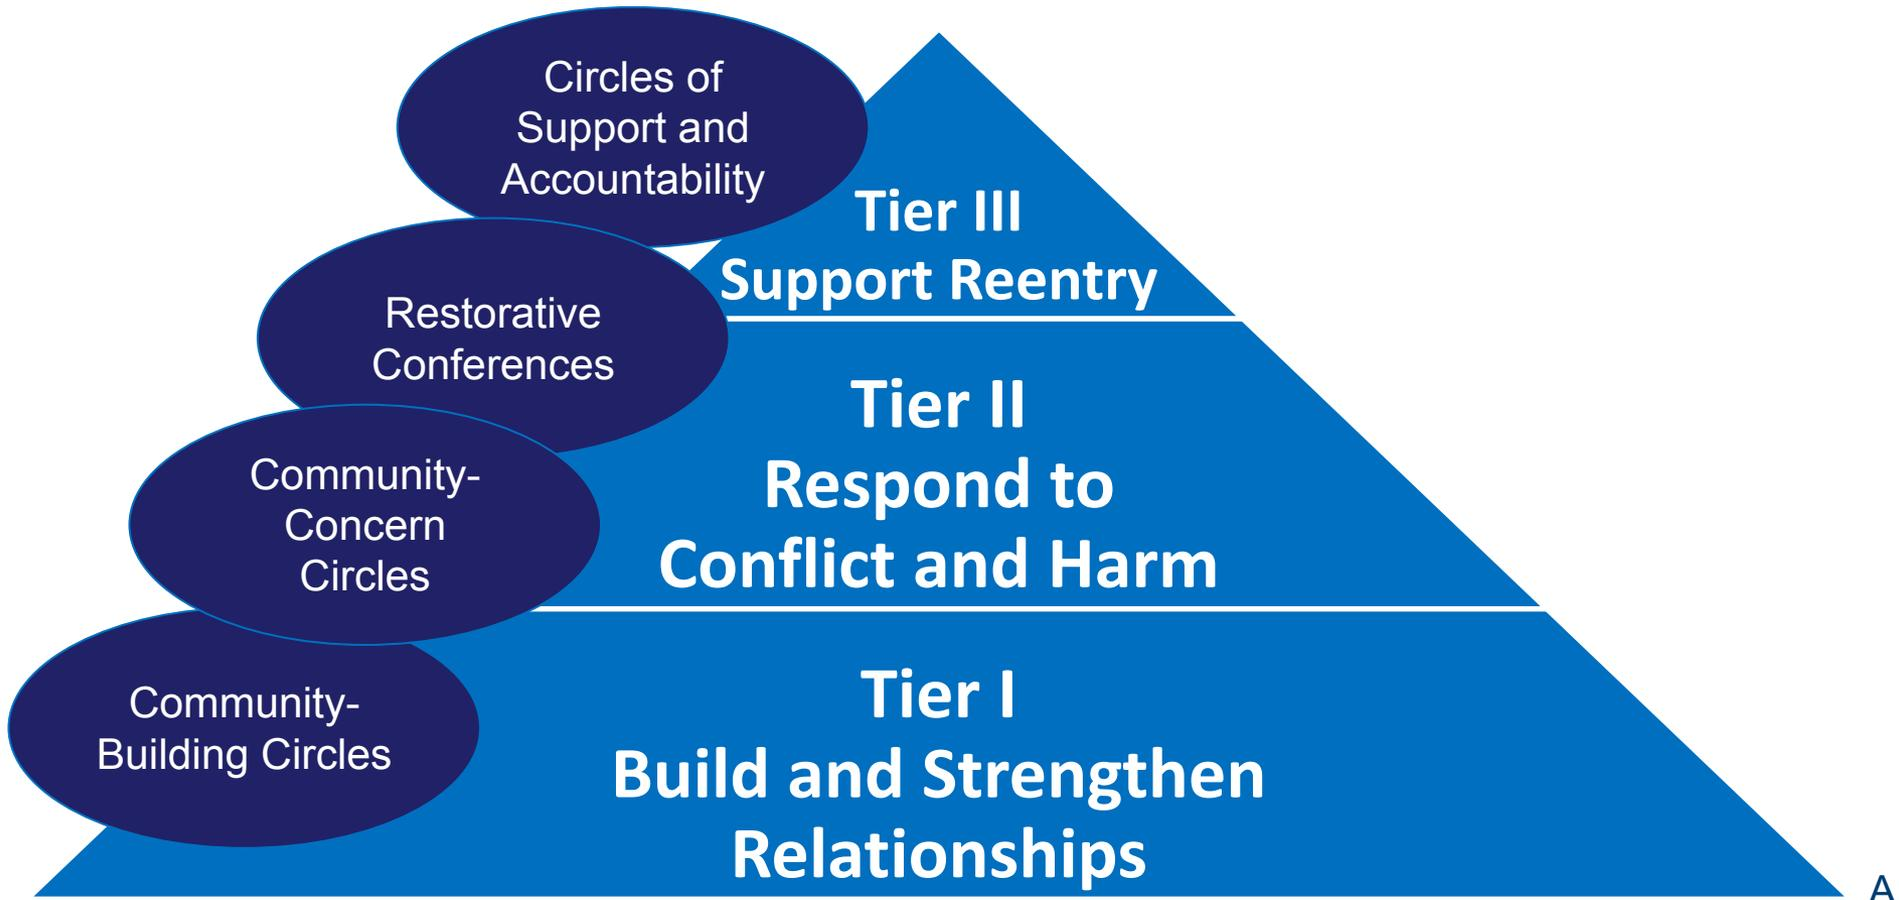 Circles of
Support and
Accountability
Tier III
Support Reentry
Restorative
Conferences
Tier II
Respond to
Conflict and Harm
Community-
Concern
Circles
Tier I
Build and Strengthen
Relationships
Community-
Building Circles
A